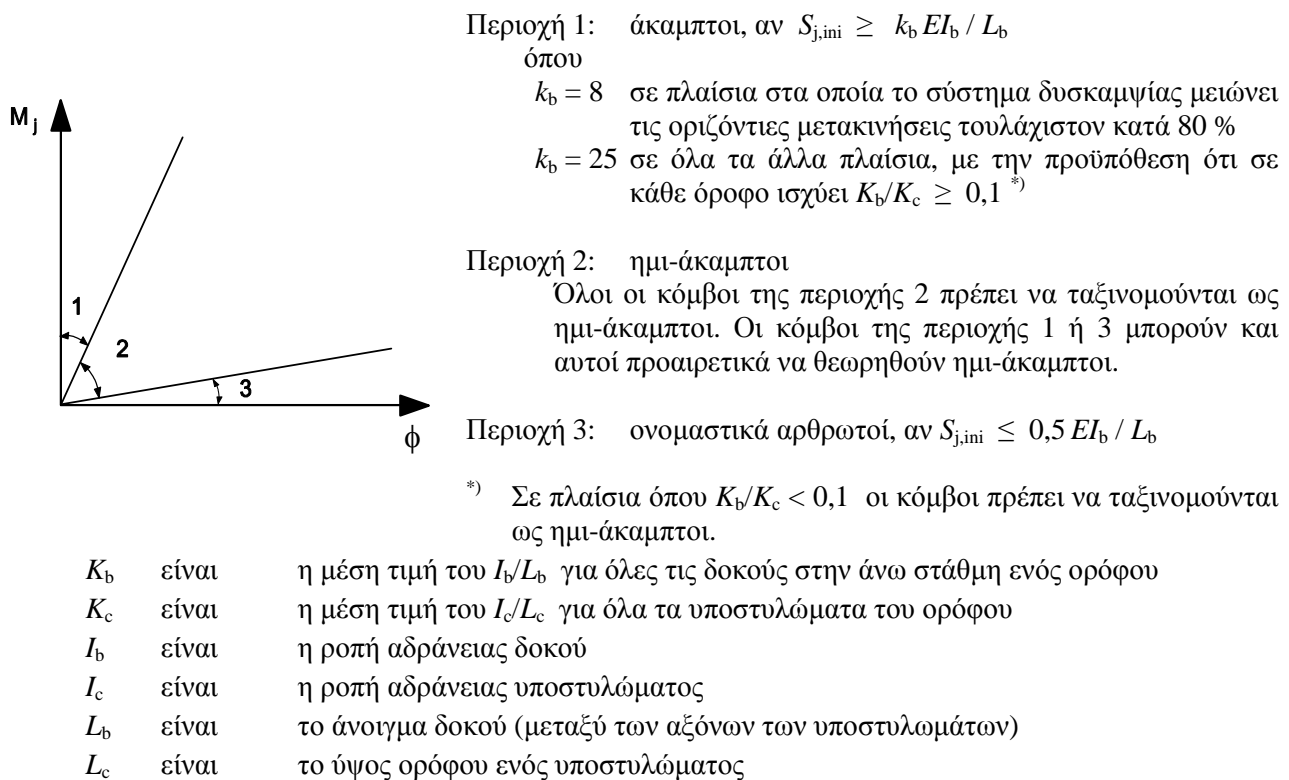 Περιοχή 1: άκαμπτοι, αν S_j,ini ≥ k_b EI_b / L_b
όπου
k_b = 8 σε πλαίσια στα οποία το σύστημα δυσκαμψίας μειώνει
τις οριζόντιες μετακινήσεις τουλάχιστον κατά 80 %
k_b = 25 σε όλα τα άλλα πλαίσια, με την προϋπόθεση ότι σε
κάθε όροφο ισχύει K_b/K_c ≥ 0,1 *)
Περιοχή 2: ημι-άκαμπτοι
Όλοι οι κόμβοι της περιοχής 2 πρέπει να ταξινομούνται ως
ημι-άκαμπτοι. Οι κόμβοι της περιοχής 1 ή 3 μπορούν και
αυτοί προαιρετικά να θεωρηθούν ημι-άκαμπτοι.
Περιοχή 3: ονομαστικά αρθρωτοί, αν S_j,ini ≤ 0,5 EI_b / L_b
*) Σε πλαίσια όπου K_b/K_c < 0,1 οι κόμβοι πρέπει να ταξινομούνται
ως ημι-άκαμπτοι.
M_j
1
2
3
ϕ
K_b είναι η μέση τιμή του I_b/L_b για όλες τις δοκούς στην άνω στάθμη ενός ορόφου
K_c είναι η μέση τιμή του I_c/L_c για όλα τα υποστυλώματα του ορόφου
I_b είναι η ροπή αδράνειας δοκού
I_c είναι η ροπή αδράνειας υποστυλώματος
L_b είναι το άνοιγμα δοκού (μεταξύ των αξόνων των υποστυλωμάτων)
L_c είναι το ύψος ορόφου ενός υποστυλώματος